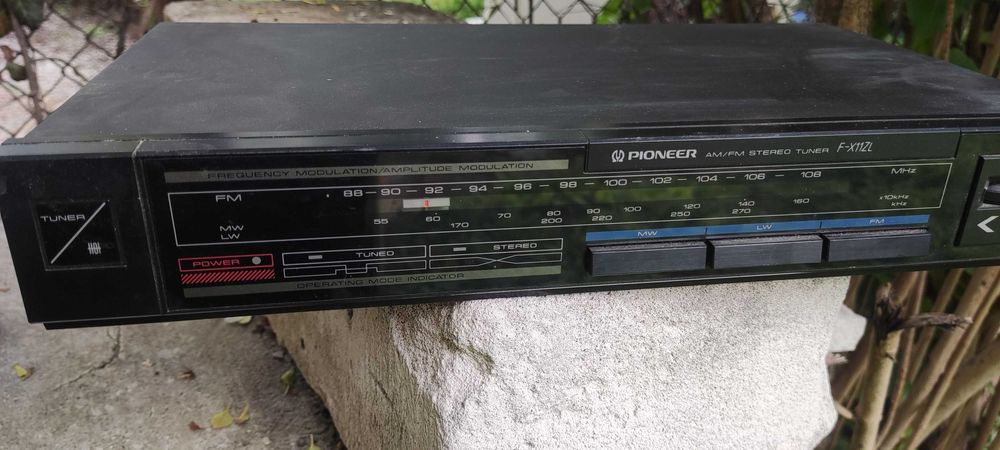 PIONEER AM/FM STEREO TUNER F-X11ZL
FREQUENCY MODULATION/AMPLITUDE MODULATION
FM 88 90 92 94 96 98 100 102 104 106 108 MHz
MW 55 60 70 80 90 100 120 140 160 x10kHz
LW 170 200 220 250 270 kHz
TUNER
MW LW FM
POWER TUNED STEREO
OPERATING MODE INDICATOR